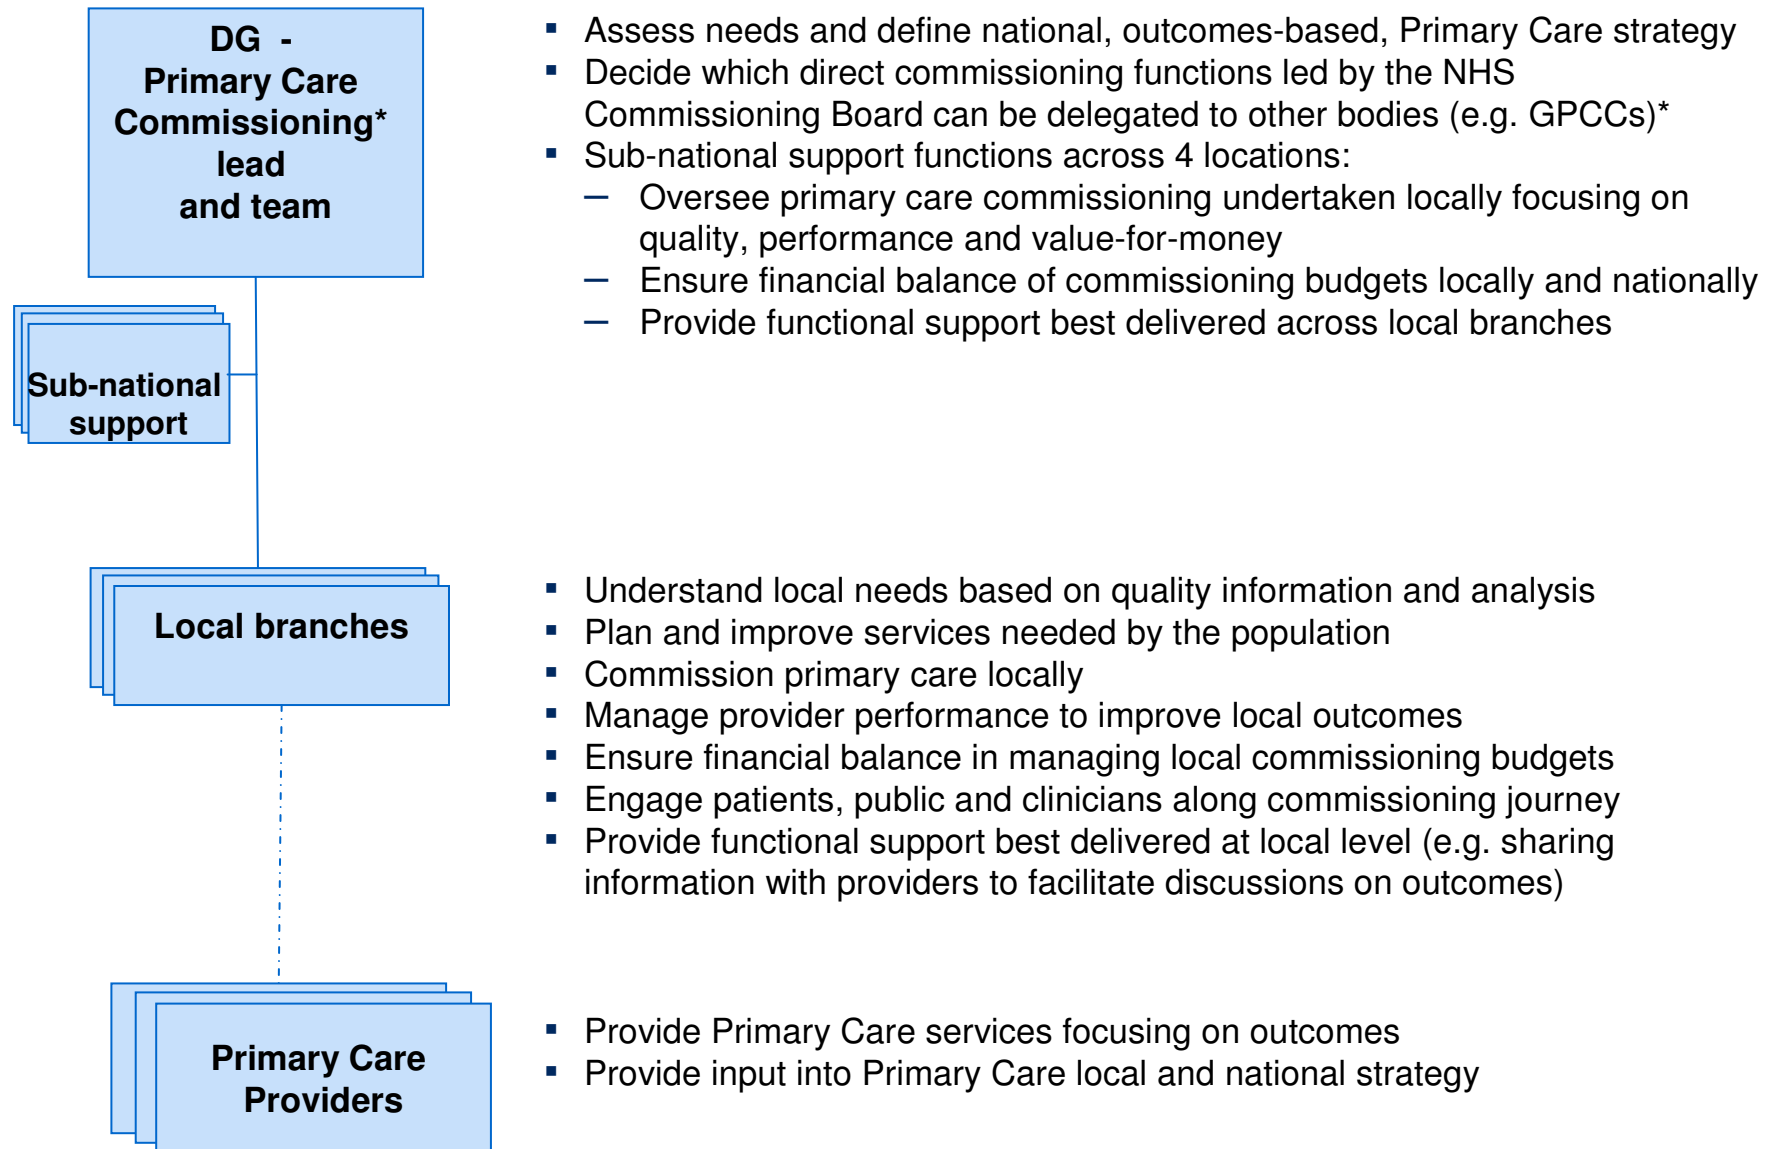 DG -
Primary Care
Commissioning*
lead
and team
▪ Assess needs and define national, outcomes-based, Primary Care strategy
▪ Decide which direct commissioning functions led by the NHS
Commissioning Board can be delegated to other bodies (e.g. GPCCs)*
▪ Sub-national support functions across 4 locations:
– Oversee primary care commissioning undertaken locally focusing on
quality, performance and value-for-money
– Ensure financial balance of commissioning budgets locally and nationally
– Provide functional support best delivered across local branches
Sub-national
support
Local branches
▪ Understand local needs based on quality information and analysis
▪ Plan and improve services needed by the population
▪ Commission primary care locally
▪ Manage provider performance to improve local outcomes
▪ Ensure financial balance in managing local commissioning budgets
▪ Engage patients, public and clinicians along commissioning journey
▪ Provide functional support best delivered at local level (e.g. sharing
information with providers to facilitate discussions on outcomes)
Primary Care
Providers
▪ Provide Primary Care services focusing on outcomes
▪ Provide input into Primary Care local and national strategy